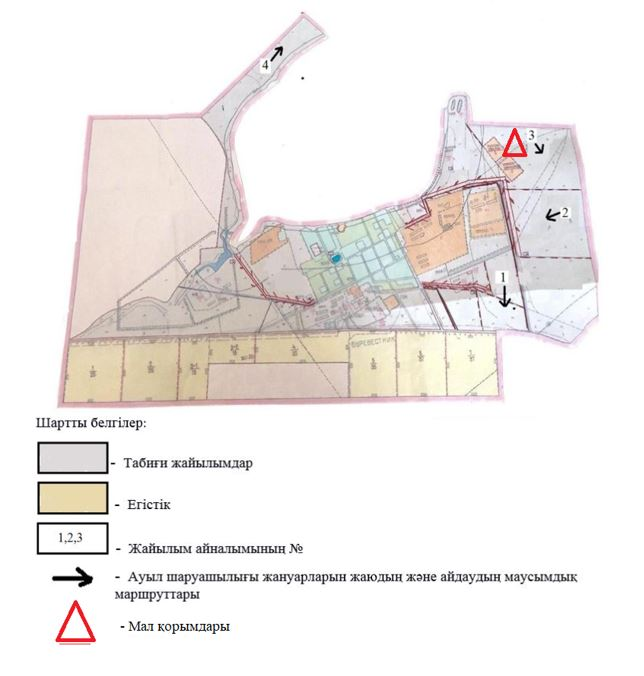 4
3
2
1
БУРЕВЕСТНИК
Шартты белгілер:
- Табиғи жайылымдар
- Егістік
1,2,3
- Жайылым айналымының №
- Ауыл шаруашылығы жануарларын жаюдың және айдаудың маусымдық
маршруттары
- Мал қорымдары